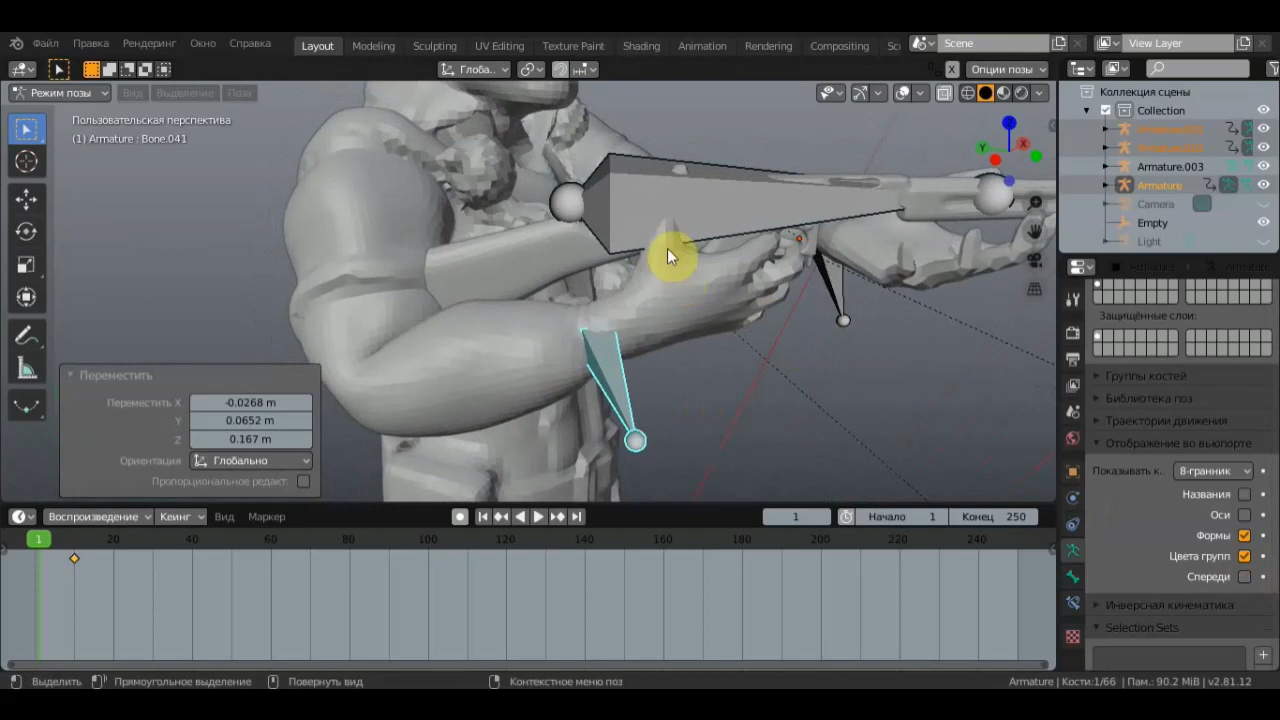 Файл Правка Рендеринг Окно Справка Layout Modeling Sculpting UV Editing Texture Paint Shading Animation Rendering Compositing Sc Scene View Layer
Глоба.. X Опции позы
Режим позы Вид Выделение Поза
Пользовательская перспектива
(1) Armature : Bone.041
Z
Y
X
Коллекция сцены
Collection
Armature.003
Armature
Camera
Empty
Light
Защищённые слои:
Группы костей
Библиотека поз
Траектории движения
Отображение во вьюпорте
Показывать к.. 8-гранник
Названия
Оси
Формы
Цвета групп
Спереди
Инверсная кинематика
Selection Sets
Переместить
Переместить X -0.0268 m
Y 0.0652 m
Z 0.167 m
Ориентация Глобально
Пропорциональное редакт:
Воспроизведение Кеинг Вид Маркер 1 Начало 1 Конец 250
1 20 40 60 80 100 120 140 160 180 200 220 240
Выделить Прямоугольное выделение Повернуть вид Контекстное меню поз Armature | Кости:1/66 | Пам.: 90.2 MiB | v2.81.12